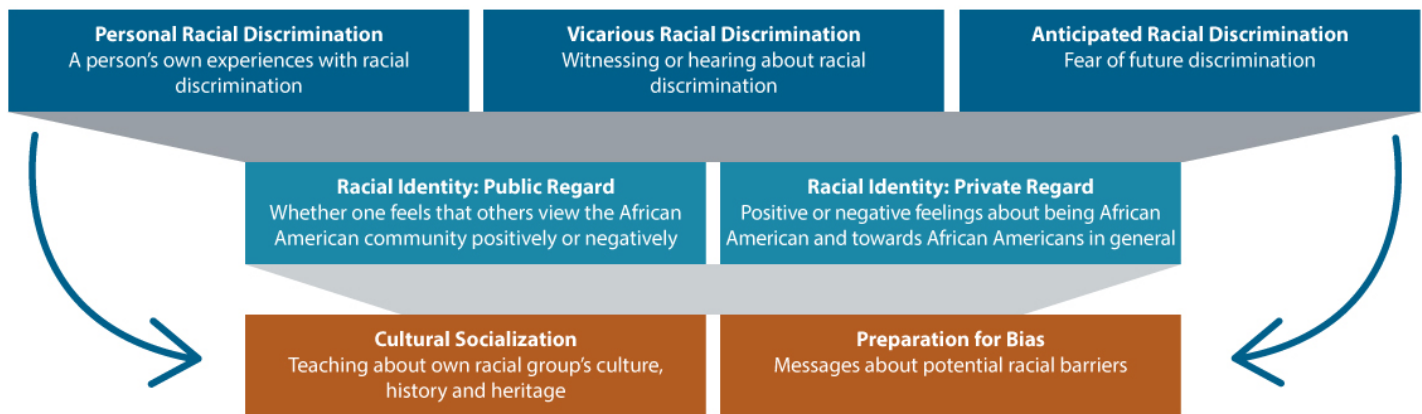 Personal Racial Discrimination
A person's own experiences with racial
discrimination
Vicarious Racial Discrimination
Witnessing or hearing about racial
discrimination
Anticipated Racial Discrimination
Fear of future discrimination
Racial Identity: Public Regard
Whether one feels that others view the African
American community positively or negatively
Racial Identity: Private Regard
Positive or negative feelings about being African
American and towards African Americans in general
Cultural Socialization
Teaching about own racial group's culture,
history and heritage
Preparation for Bias
Messages about potential racial barriers